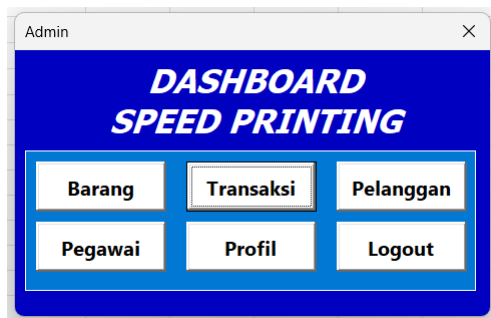 Admin
DASHBOARD
SPEED PRINTING
Barang Transaksi Pelanggan
Pegawai Profil Logout